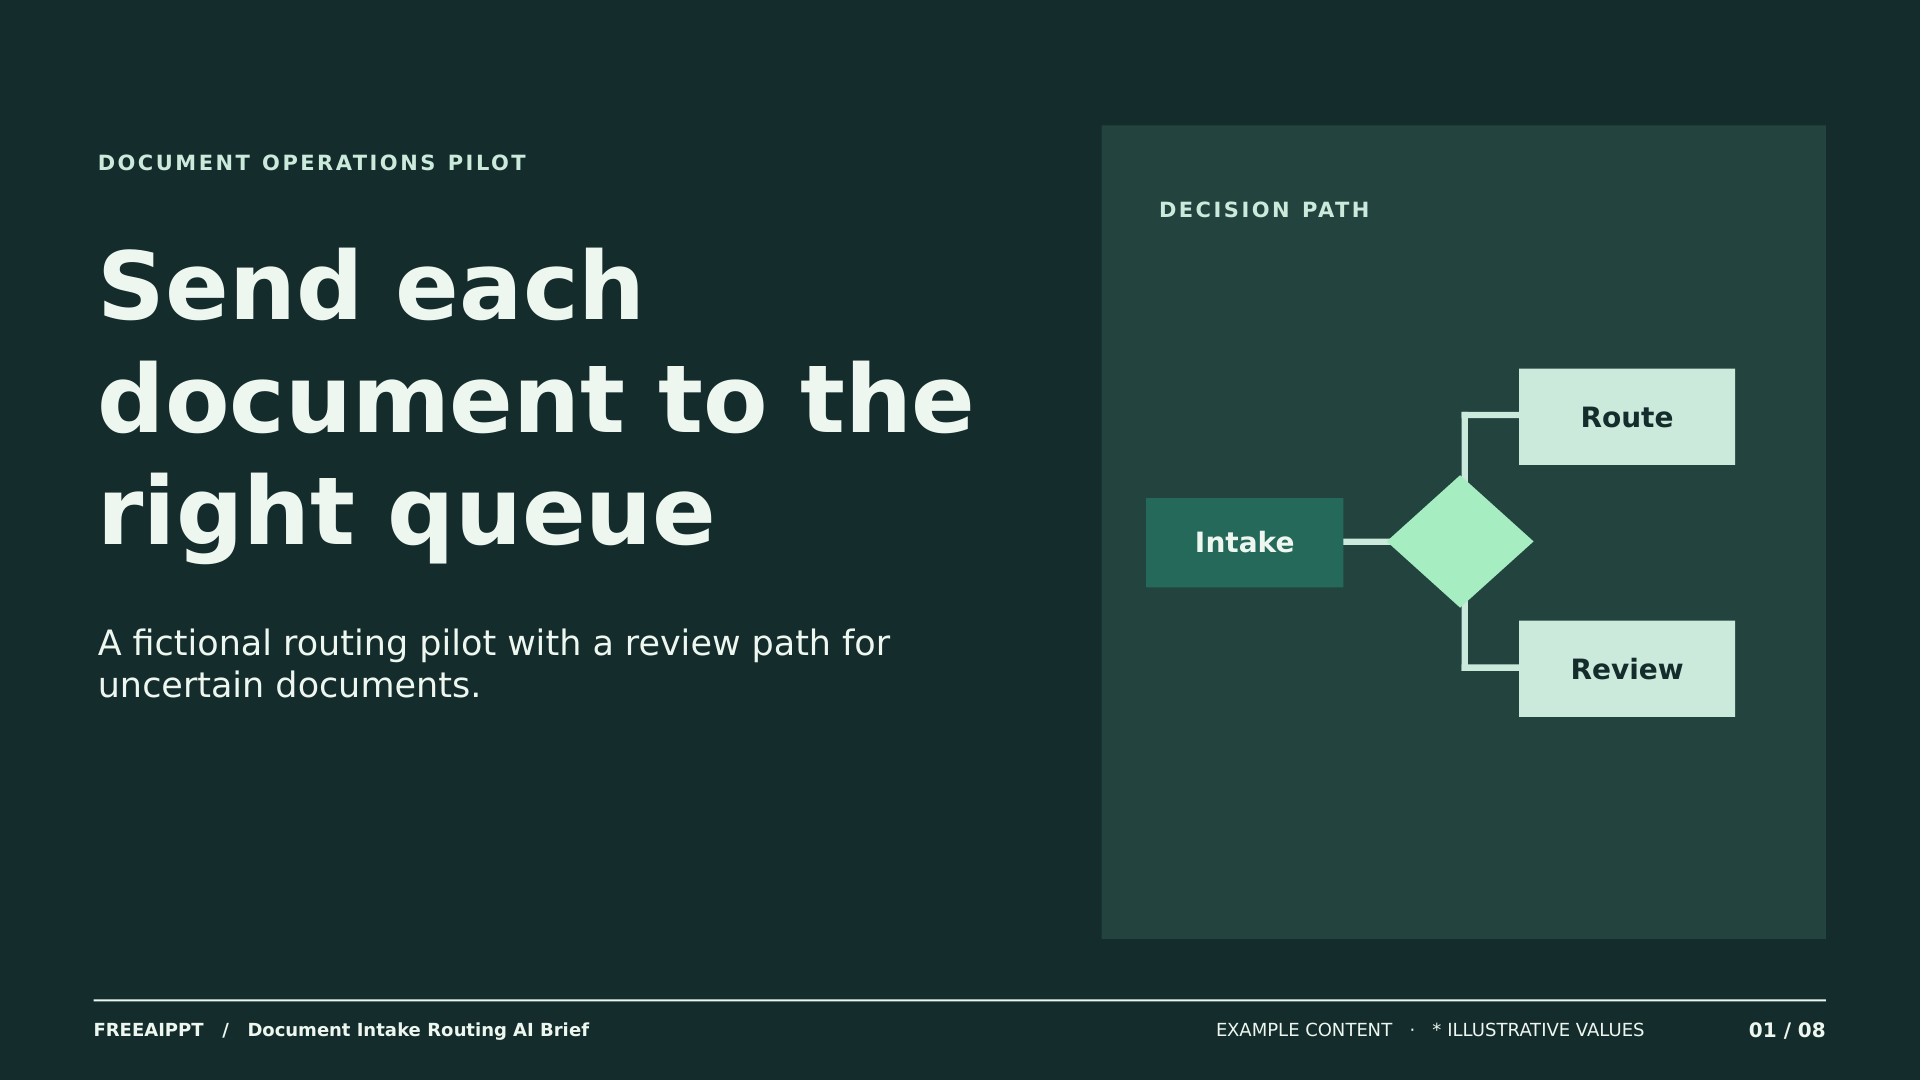 DOCUMENT OPERATIONS PILOT
Send each
document to the
right queue
A fictional routing pilot with a review path for
uncertain documents.
DECISION PATH
Route
Intake
Review
FREEAIPPT / Document Intake Routing AI Brief
EXAMPLE CONTENT · * ILLUSTRATIVE VALUES
01 / 08